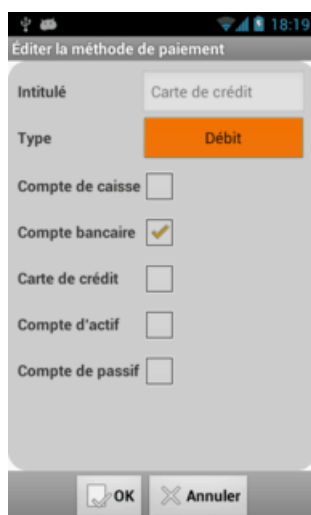 18:19
Éditer la méthode de paiement
Intitulé Carte de crédit
Type Débit
Compte de caisse
Compte bancaire
Carte de crédit
Compte d'actif
Compte de passif
OK Annuler